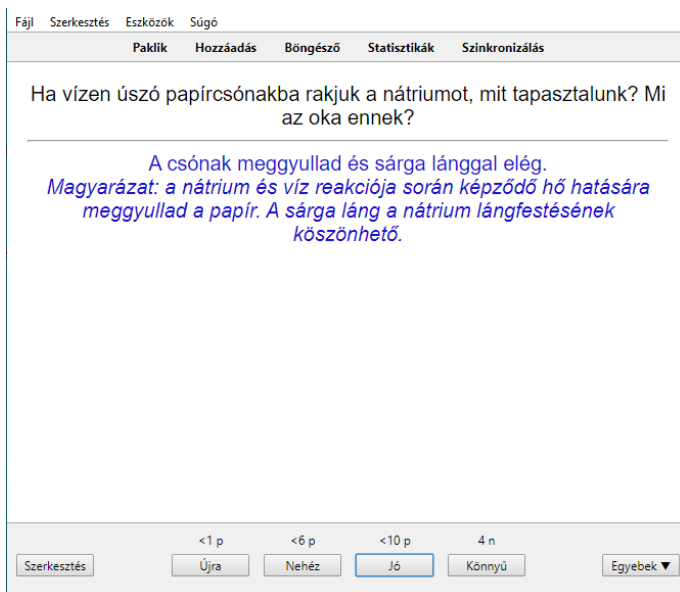 Fájl Szerkesztés Eszközök Súgó
Paklik Hozzáadás Böngésző Statisztikák Szinkronizálás
Ha vízen úszó papírcsónakba rakjuk a nátriumot, mit tapasztalunk? Mi
az oka ennek?
A csónak meggyullad és sárga lánggal elég.
Magyarázat: a nátrium és víz reakciója során képződő hő hatására
meggyullad a papír. A sárga láng a nátrium lángfestésének
köszönhető.
<1 p <6 p <10 p 4 n
Szerkesztés Újra Nehéz Jó Könnyű Egyebek ▼